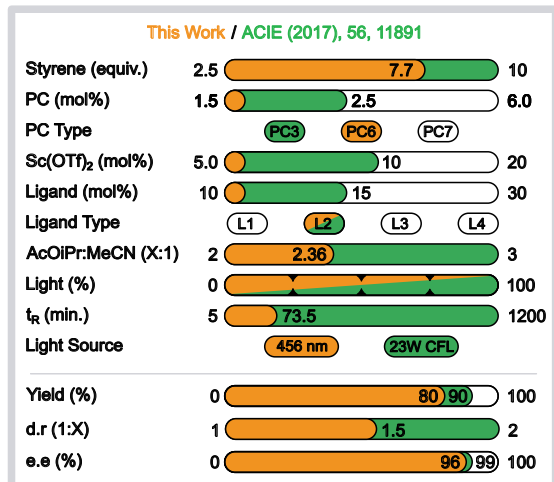 This Work / ACIE (2017), 56, 11891
Styrene (equiv.) 2.5 7.7 10
PC (mol%) 1.5 2.5 6.0
PC Type PC3 PC6 PC7
Sc(OTf)₂ (mol%) 5.0 10 20
Ligand (mol%) 10 15 30
Ligand Type L1 L2 L3 L4
AcOiPr:MeCN (X:1) 2 2.36 3
Light (%) 0 100
tR (min.) 5 73.5 1200
Light Source 456 nm 23W CFL
Yield (%) 0 80 90 100
d.r (1:X) 1 1.5 2
e.e (%) 0 96 99 100